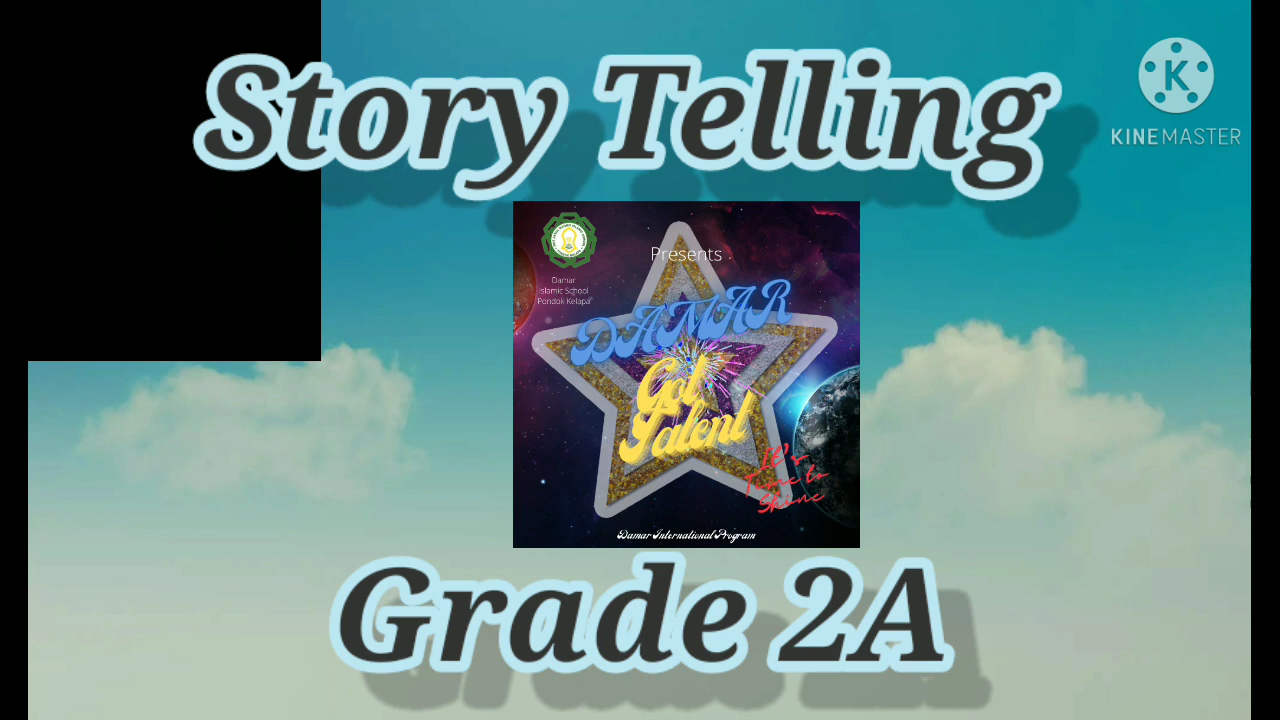 Story Telling
KINEMASTER
Presents
Damar
Islamic School
Pondok Kelapa
DAMAR
Got
Talent
It's
Time to
Shine
Damar International Program
Grade 2A